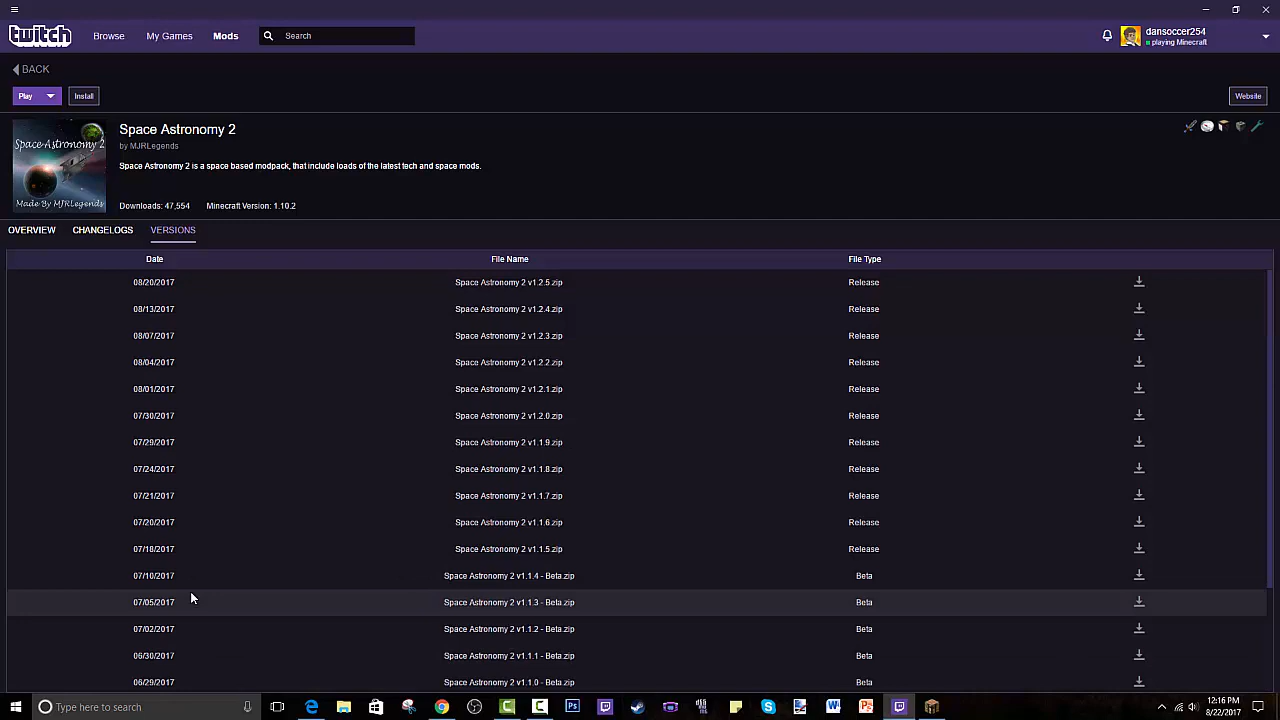 twitch Browse My Games Mods Search dansoccer254
playing Minecraft
BACK
Play Install Website
Space Astronomy 2
by MJRLegends
Space Astronomy 2 is a space based modpack, that include loads of the latest tech and space mods.
Downloads: 47,554 Minecraft Version: 1.10.2
Space Astronomy 2
Made By MJRLegends
OVERVIEW CHANGELOGS VERSIONS
Date File Name File Type
08/20/2017 Space Astronomy 2 v1.2.5.zip Release
08/13/2017 Space Astronomy 2 v1.2.4.zip Release
08/07/2017 Space Astronomy 2 v1.2.3.zip Release
08/04/2017 Space Astronomy 2 v1.2.2.zip Release
08/01/2017 Space Astronomy 2 v1.2.1.zip Release
07/30/2017 Space Astronomy 2 v1.2.0.zip Release
07/29/2017 Space Astronomy 2 v1.1.9.zip Release
07/24/2017 Space Astronomy 2 v1.1.8.zip Release
07/21/2017 Space Astronomy 2 v1.1.7.zip Release
07/20/2017 Space Astronomy 2 v1.1.6.zip Release
07/18/2017 Space Astronomy 2 v1.1.5.zip Release
07/10/2017 Space Astronomy 2 v1.1.4 - Beta.zip Beta
07/05/2017 Space Astronomy 2 v1.1.3 - Beta.zip Beta
07/02/2017 Space Astronomy 2 v1.1.2 - Beta.zip Beta
06/30/2017 Space Astronomy 2 v1.1.1 - Beta.zip Beta
06/29/2017 Space Astronomy 2 v1.1.0 - Beta.zip Beta
Type here to search 12:16 PM
8/22/2017